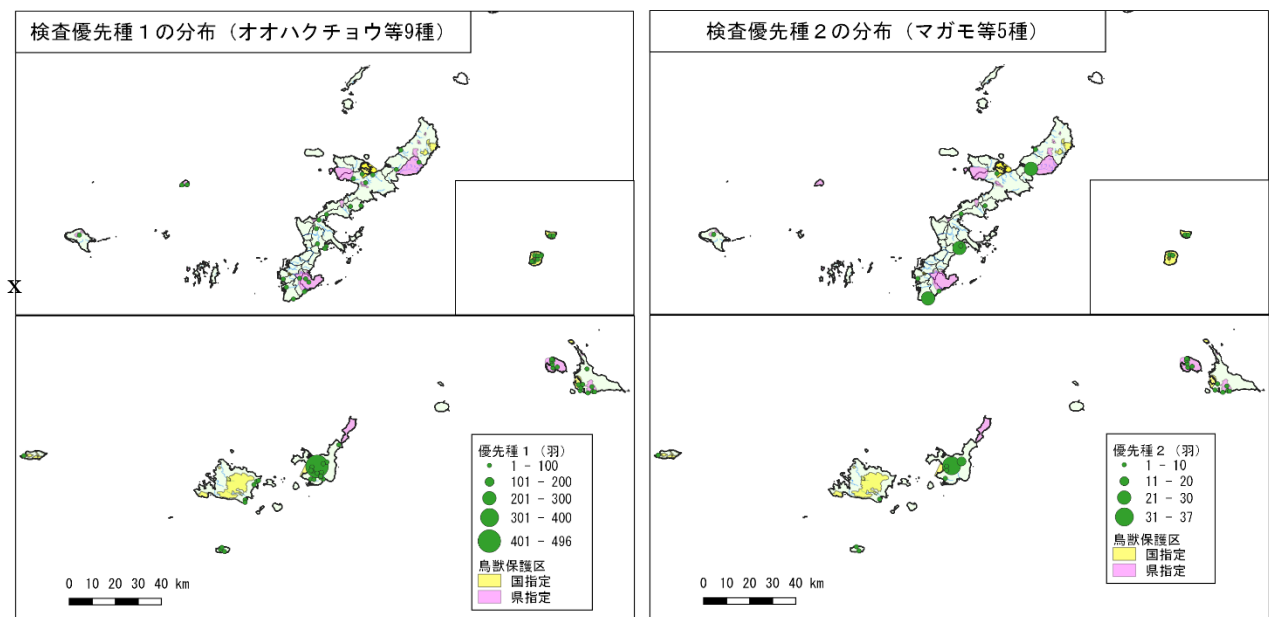 検査優先種1の分布（オオハクチョウ等9種）
検査優先種2の分布（マガモ等5種）
x
優先種1（羽）
1 - 100
101 - 200
201 - 300
301 - 400
401 - 496
鳥獣保護区
国指定
県指定
0 10 20 30 40 km
優先種2（羽）
1 - 10
11 - 20
21 - 30
31 - 37
鳥獣保護区
国指定
県指定
0 10 20 30 40 km